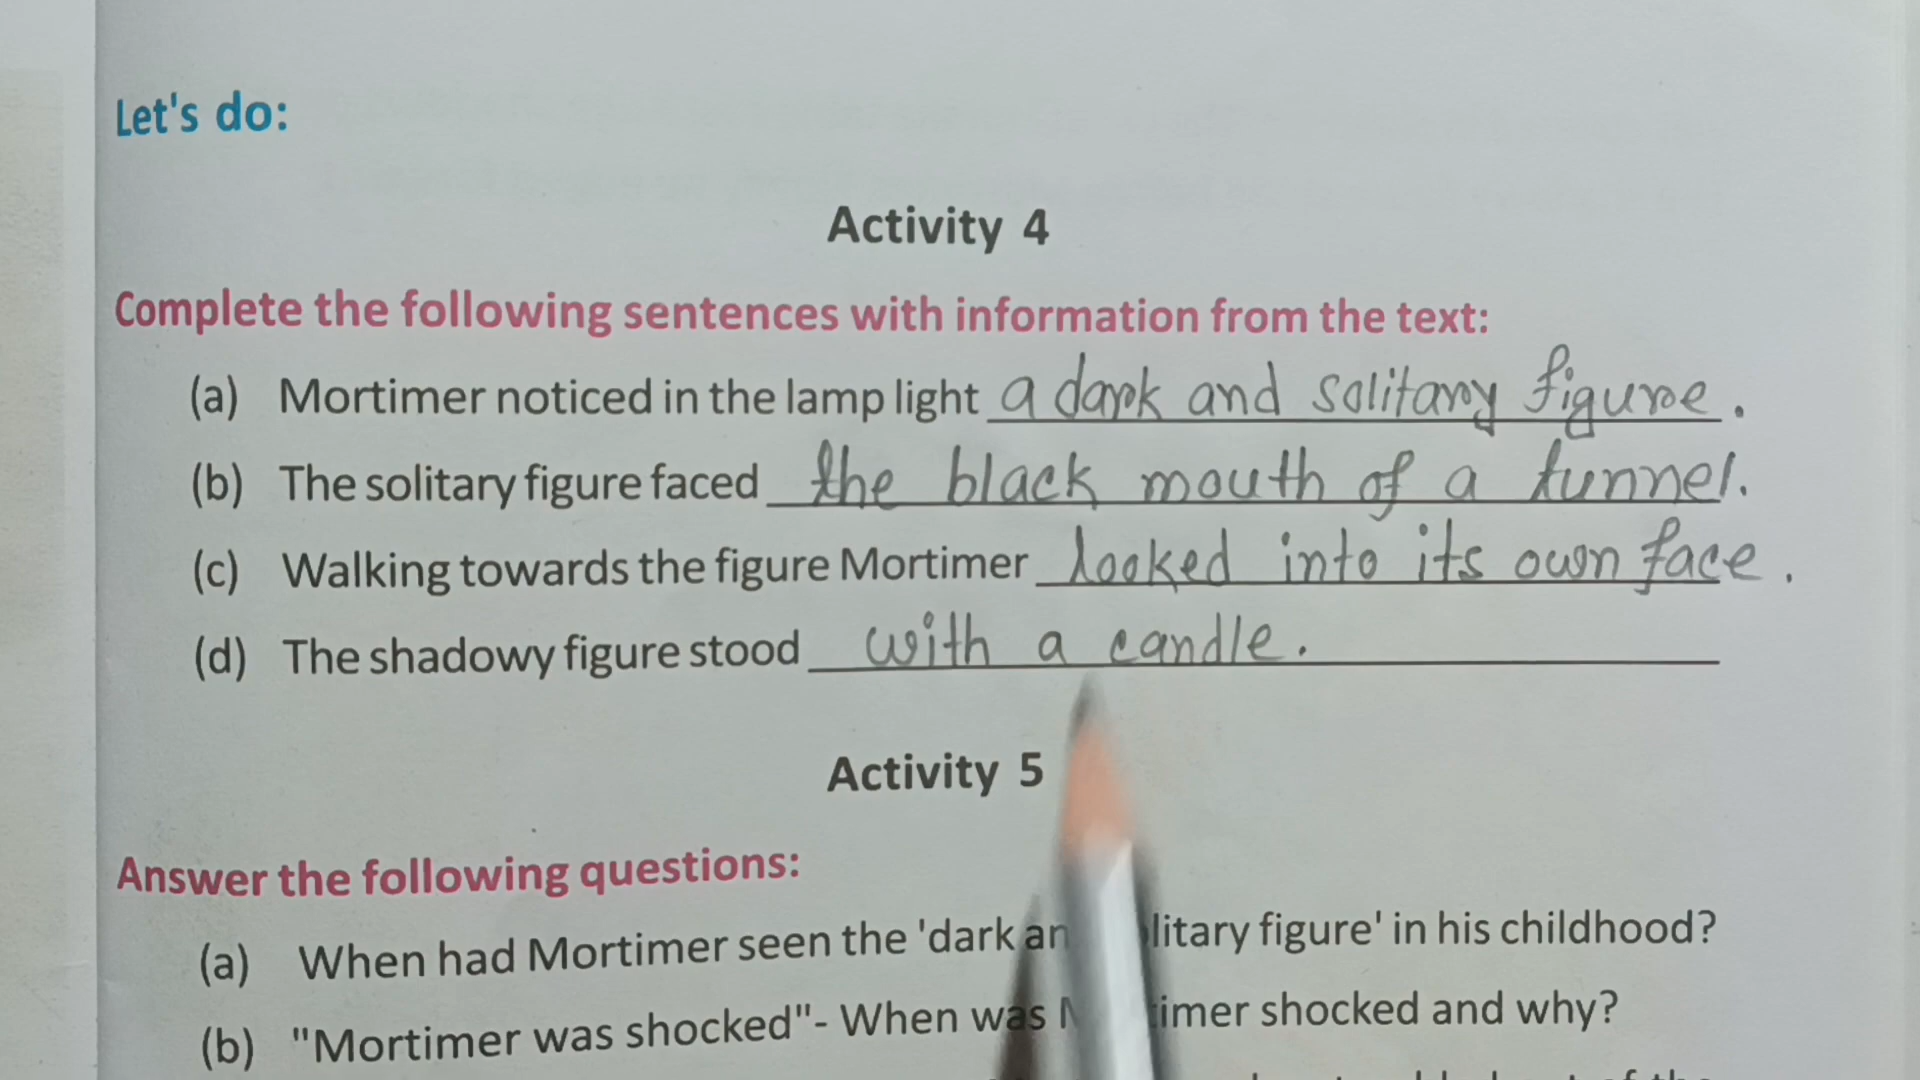 Let's do:
Activity 4
Complete the following sentences with information from the text:
(a) Mortimer noticed in the lamp light a dark and solitary figure.
(b) The solitary figure faced the black mouth of a tunnel.
(c) Walking towards the figure Mortimer looked into its own face.
(d) The shadowy figure stood with a candle.
Activity 5
Answer the following questions:
(a) When had Mortimer seen the 'dark an litary figure' in his childhood?
(b) "Mortimer was shocked"- When was M timer shocked and why?